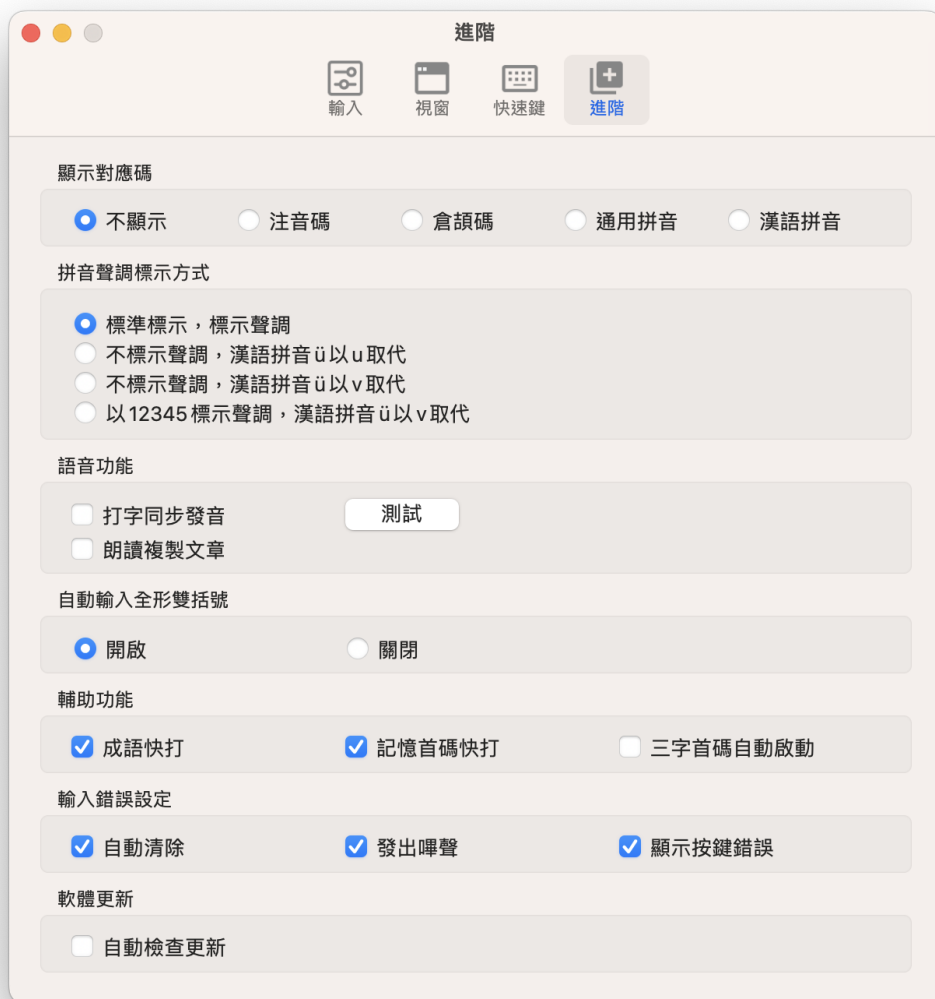 進階
輸入 視窗 快速鍵 進階
顯示對應碼
不顯示 注音碼 倉頡碼 通用拼音 漢語拼音
拼音聲調標示方式
標準標示，標示聲調
不標示聲調，漢語拼音ü以u取代
不標示聲調，漢語拼音ü以v取代
以12345標示聲調，漢語拼音ü以v取代
語音功能
打字同步發音 測試
朗讀複製文章
自動輸入全形雙括號
開啟 關閉
輔助功能
成語快打 記憶首碼快打 三字首碼自動啟動
輸入錯誤設定
自動清除 發出嗶聲 顯示按鍵錯誤
軟體更新
自動檢查更新